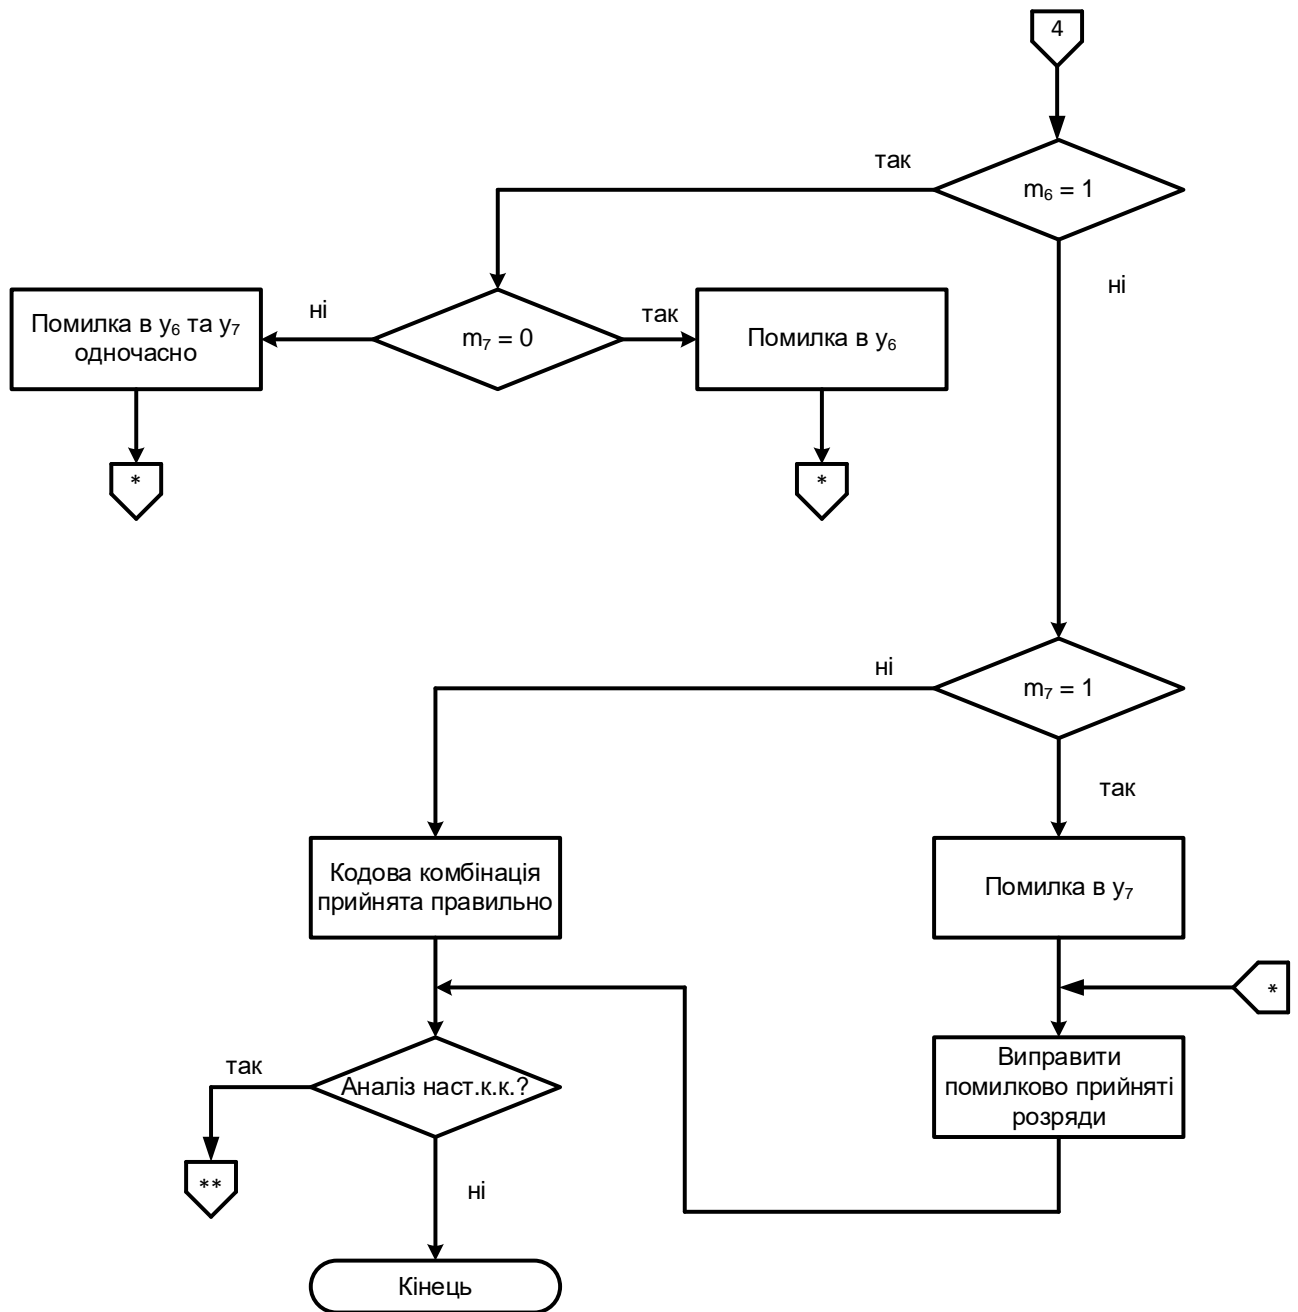 4
так
m₆ = 1
ні
Помилка в y₆ та y₇
одночасно
ні
m₇ = 0
так
Помилка в y₆
*
*
ні
m₇ = 1
так
Кодова комбінація
прийнята правильно
Помилка в y₇
*
так
Аналіз наст.к.к.?
Виправити
помилково прийняті
розряди
**
ні
Кінець